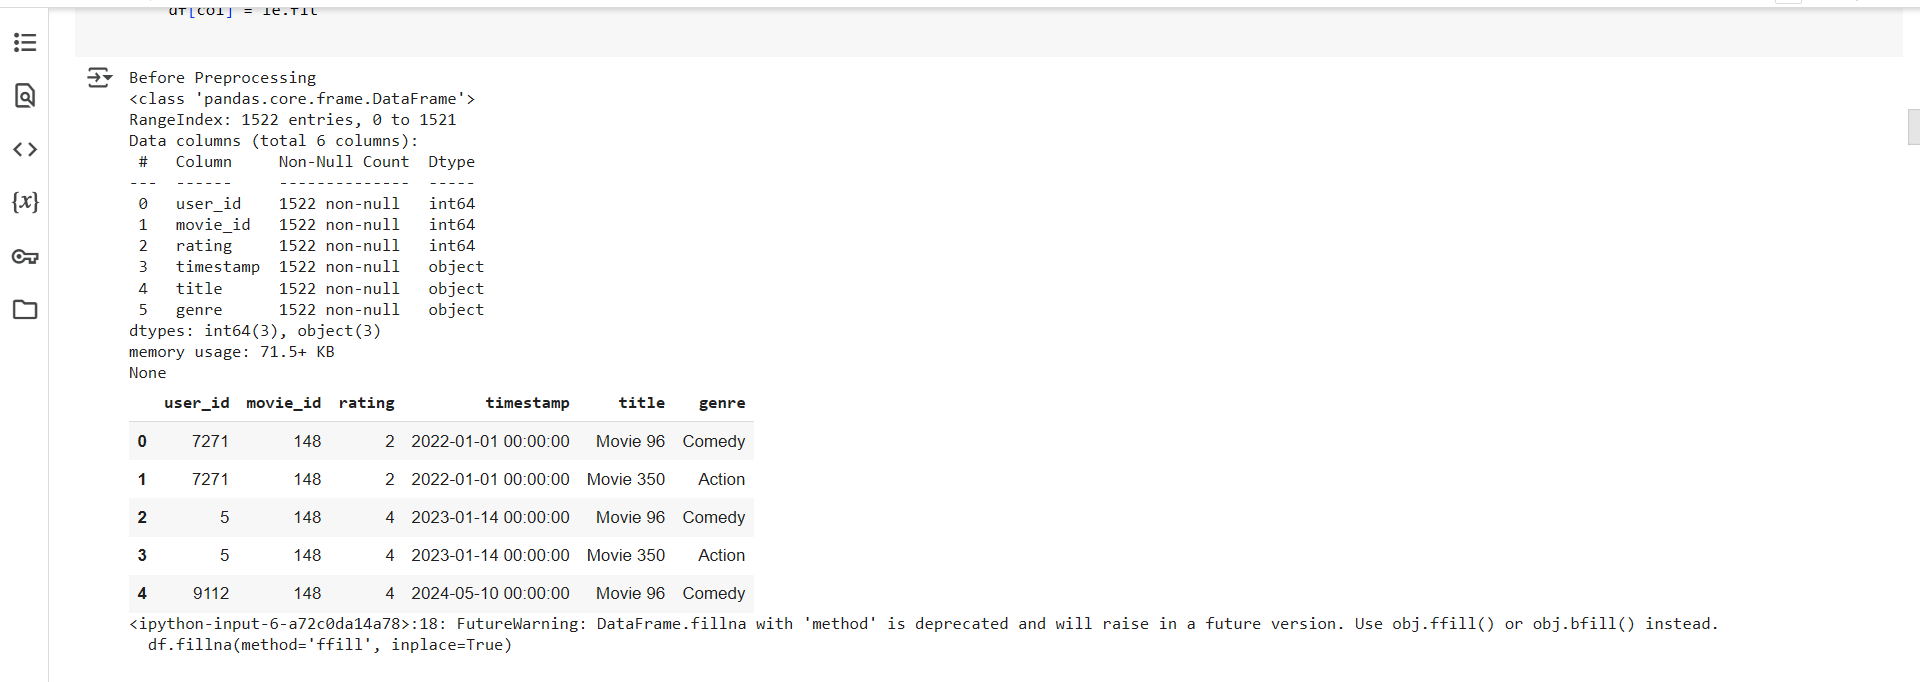 df[col] = le.fit
Before Preprocessing
<class 'pandas.core.frame.DataFrame'>
RangeIndex: 1522 entries, 0 to 1521
Data columns (total 6 columns):
 #   Column     Non-Null Count  Dtype
---  ------     --------------  -----
 0   user_id    1522 non-null   int64
 1   movie_id   1522 non-null   int64
 2   rating     1522 non-null   int64
 3   timestamp  1522 non-null   object
 4   title      1522 non-null   object
 5   genre      1522 non-null   object
dtypes: int64(3), object(3)
memory usage: 71.5+ KB
None
user_id movie_id rating timestamp title genre
0 7271 148 2 2022-01-01 00:00:00 Movie 96 Comedy
1 7271 148 2 2022-01-01 00:00:00 Movie 350 Action
2 5 148 4 2023-01-14 00:00:00 Movie 96 Comedy
3 5 148 4 2023-01-14 00:00:00 Movie 350 Action
4 9112 148 4 2024-05-10 00:00:00 Movie 96 Comedy
<ipython-input-6-a72c0da14a78>:18: FutureWarning: DataFrame.fillna with 'method' is deprecated and will raise in a future version. Use obj.ffill() or obj.bfill() instead.
  df.fillna(method='ffill', inplace=True)